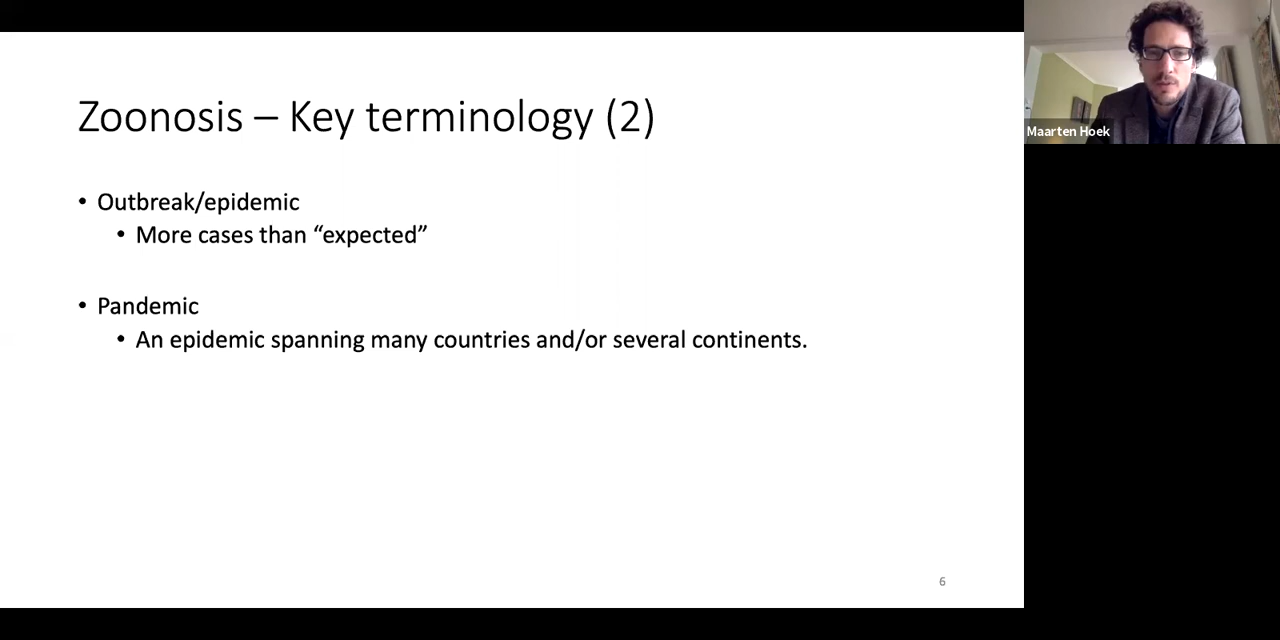 Zoonosis – Key terminology (2)
• Outbreak/epidemic
• More cases than “expected”
• Pandemic
• An epidemic spanning many countries and/or several continents.
6
Maarten Hoek